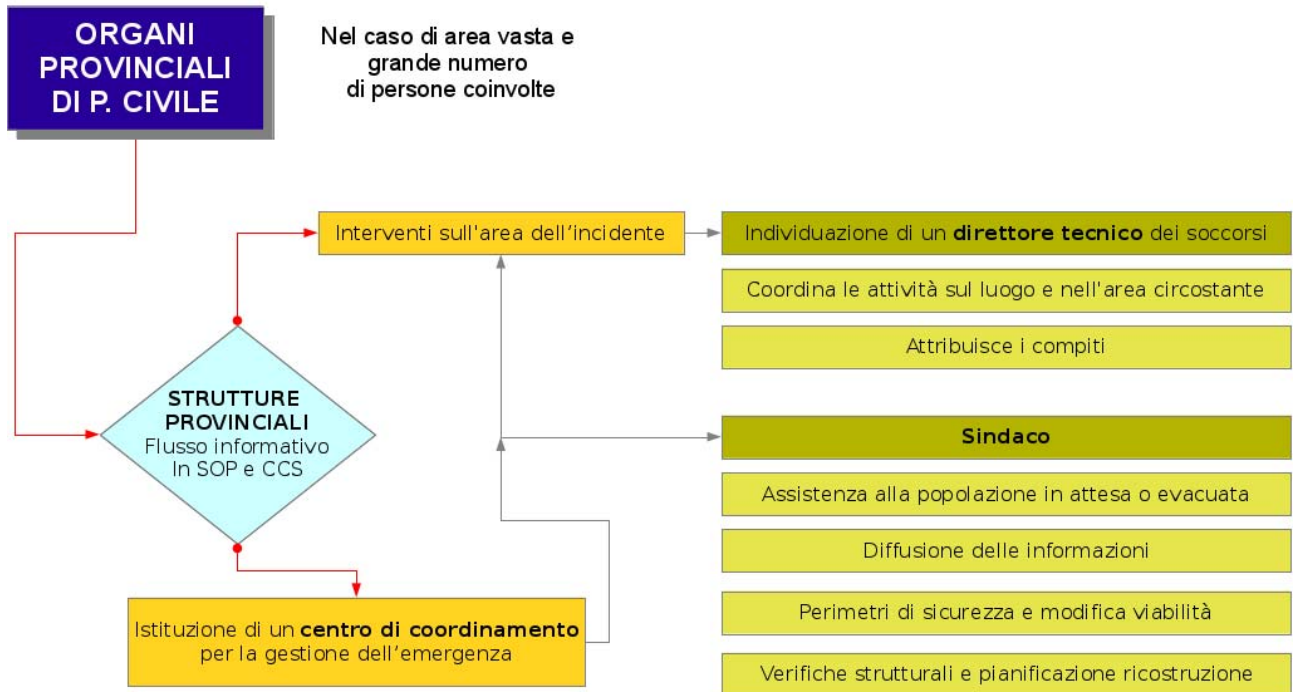 ORGANI
PROVINCIALI
DI P. CIVILE
Nel caso di area vasta e
grande numero
di persone coinvolte
Interventi sull'area dell'incidente
Individuazione di un direttore tecnico dei soccorsi
Coordina le attività sul luogo e nell'area circostante
Attribuisce i compiti
STRUTTURE
PROVINCIALI
Flusso informativo
In SOP e CCS
Sindaco
Assistenza alla popolazione in attesa o evacuata
Diffusione delle informazioni
Perimetri di sicurezza e modifica viabilità
Verifiche strutturali e pianificazione ricostruzione
Istituzione di un centro di coordinamento
per la gestione dell'emergenza